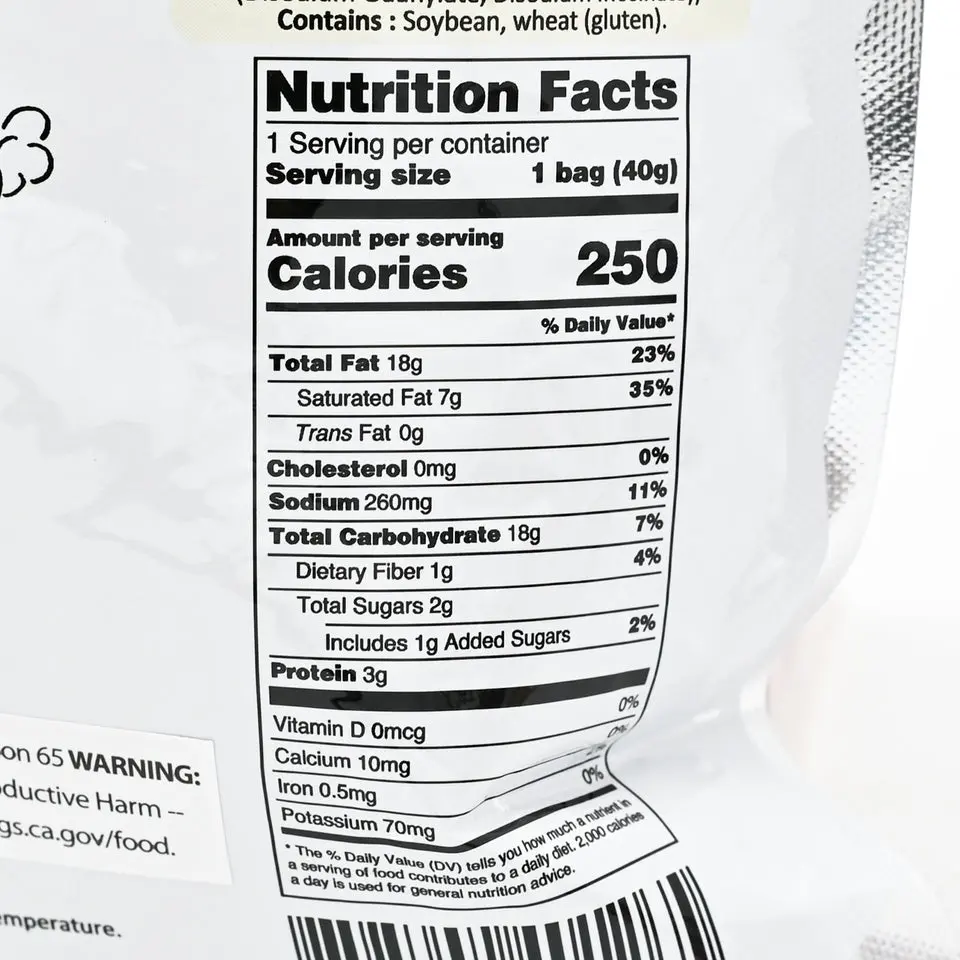 Contains : Soybean, wheat (gluten).
Nutrition Facts
1 Serving per container
Serving size 1 bag (40g)
Amount per serving
Calories 250
% Daily Value*
Total Fat 18g 23%
Saturated Fat 7g 35%
Trans Fat 0g
Cholesterol 0mg 0%
Sodium 260mg 11%
Total Carbohydrate 18g 7%
Dietary Fiber 1g 4%
Total Sugars 2g
Includes 1g Added Sugars 2%
Protein 3g
Vitamin D 0mcg 0%
Calcium 10mg 0%
Iron 0.5mg
Potassium 70mg 0%
* The % Daily Value (DV) tells you how much a nutrient in
a serving of food contributes to a daily diet. 2,000 calories
a day is used for general nutrition advice.
on 65 WARNING:
ductive Harm --
gs.ca.gov/food.
emperature.